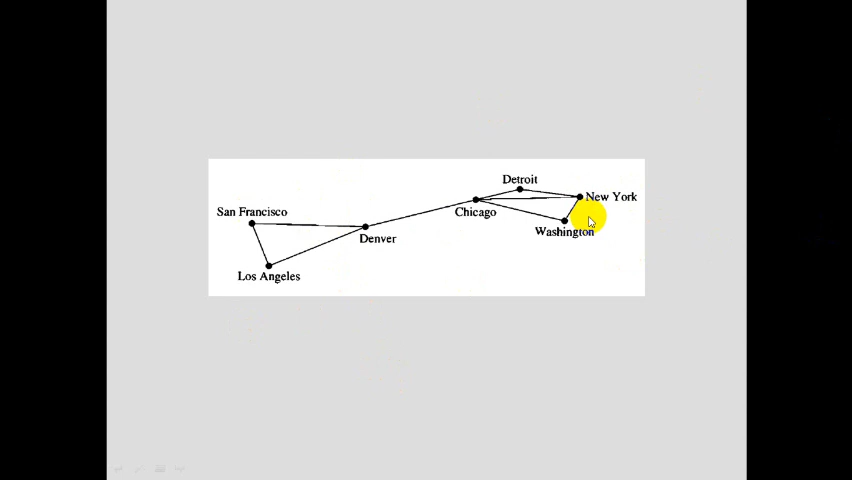 Detroit
New York
San Francisco
Chicago
Washington
Denver
Los Angeles